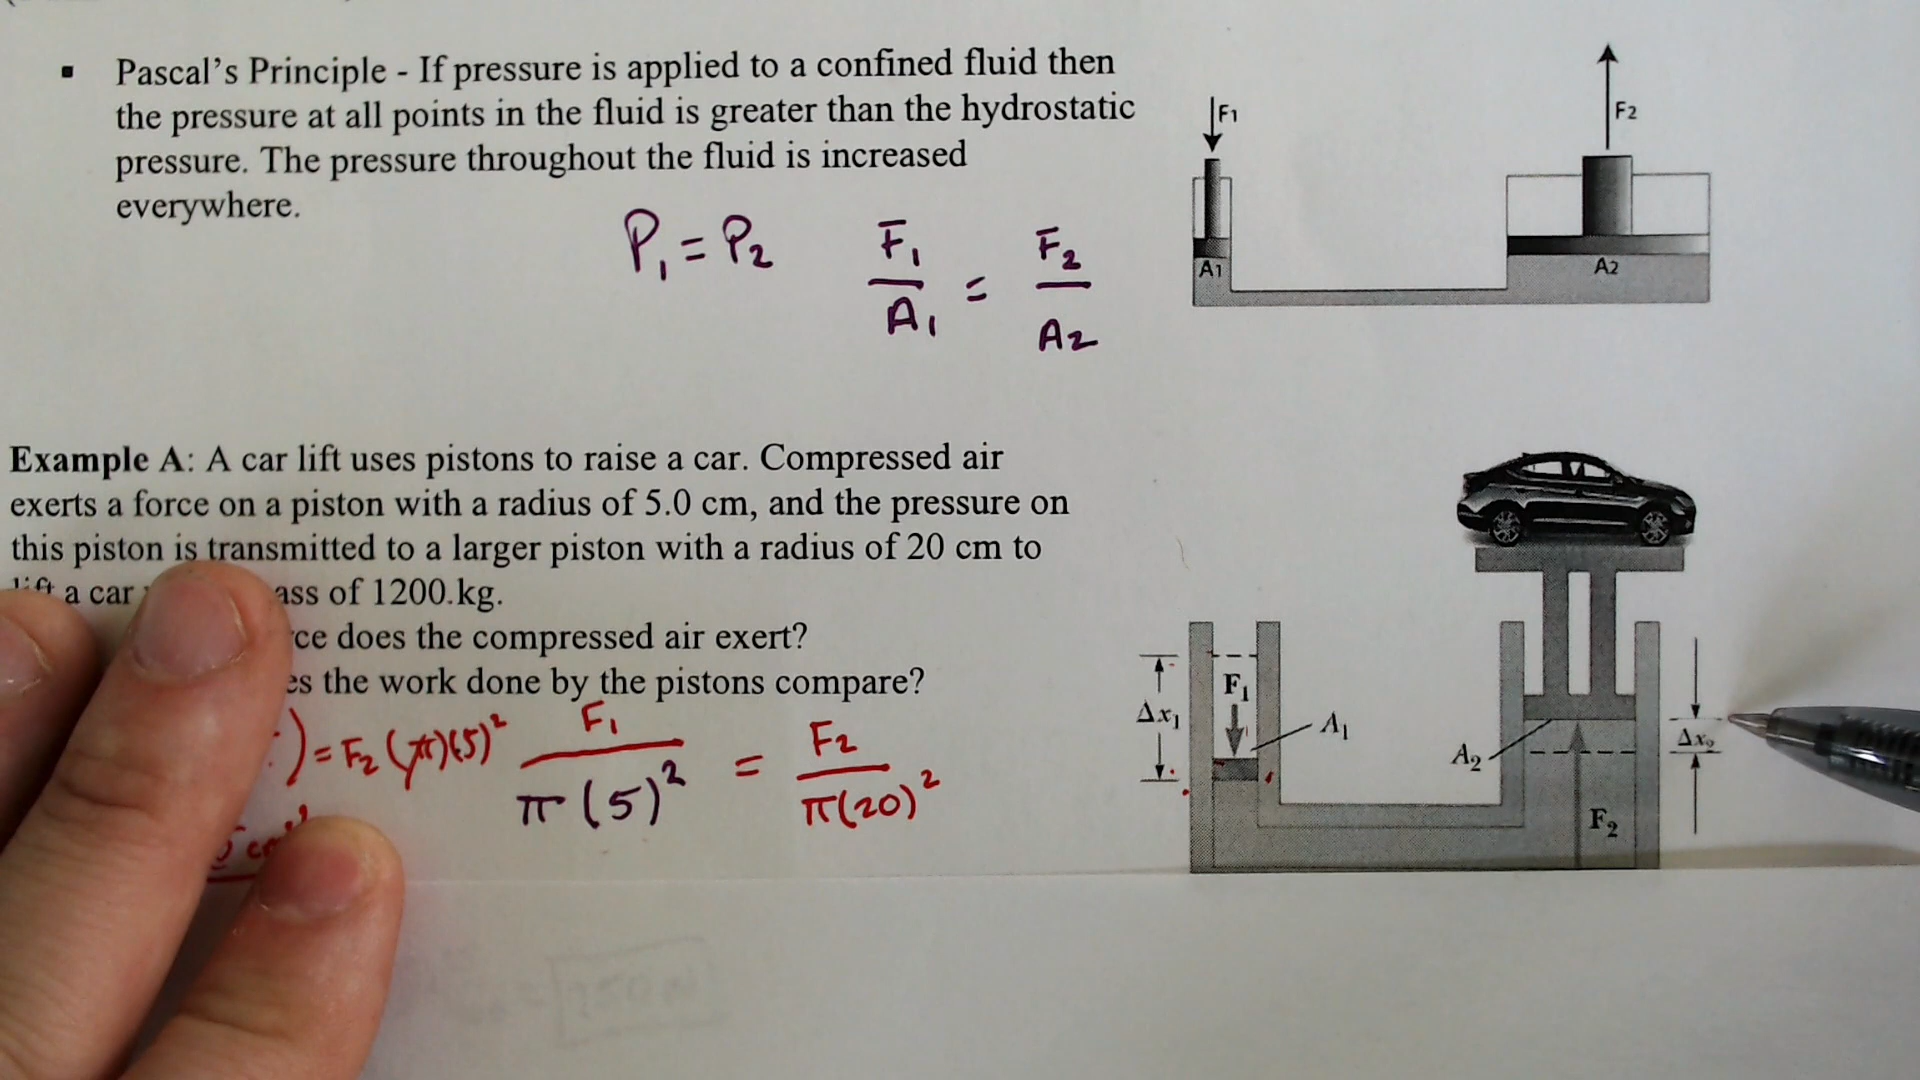 ▪ Pascal's Principle - If pressure is applied to a confined fluid then
the pressure at all points in the fluid is greater than the hydrostatic
pressure. The pressure throughout the fluid is increased
everywhere.
P₁ = P₂
F₁ / A₁ = F₂ / A₂
F1
F2
A1
A2
Example A: A car lift uses pistons to raise a car. Compressed air
exerts a force on a piston with a radius of 5.0 cm, and the pressure on
this piston is transmitted to a larger piston with a radius of 20 cm to
a car ass of 1200.kg.
does the compressed air exert?
the work done by the pistons compare?
) = F₂ (π)(5)²
F₁ / π(5)² = F₂ / π(20)²
Δx₁
F₁
A₁
A₂
F₂
Δx₂